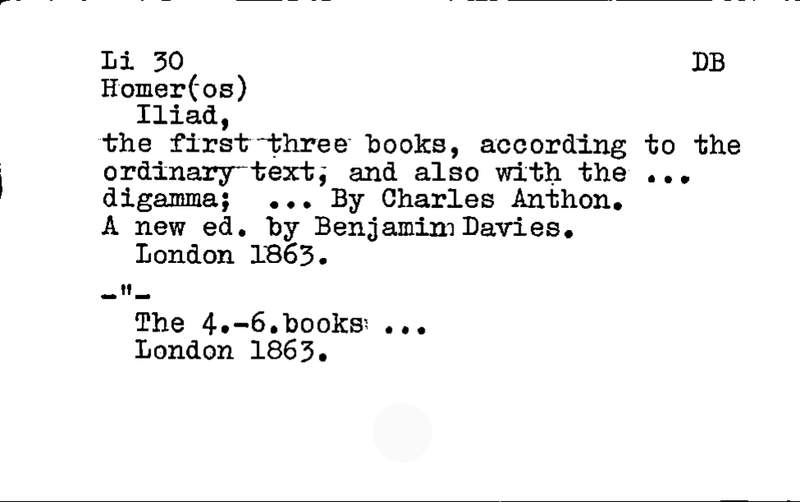 Li 30 DB
Homer(os)
Iliad,
the first three books, according to the
ordinary text; and also with the ...
digamma; ... By Charles Anthon.
A new ed. by Benjamin Davies.
London 1863.
-"-
The 4.-6.books ...
London 1863.